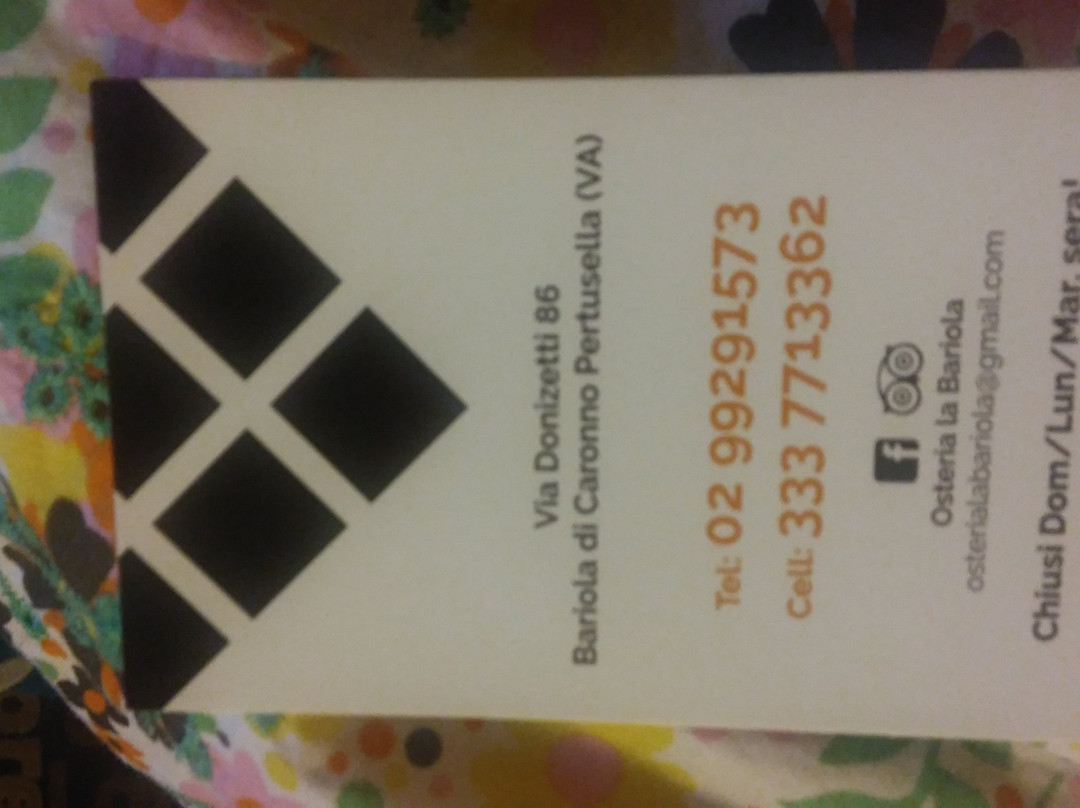 Via Donizetti 86
Bariola di Caronno Pertusella (VA)
Tel: 02 99291573
Cell: 333 7713362
Osteria la Bariola
osterialabariola@gmail.com
Chiusi Dom/Lun/Mar. sera'